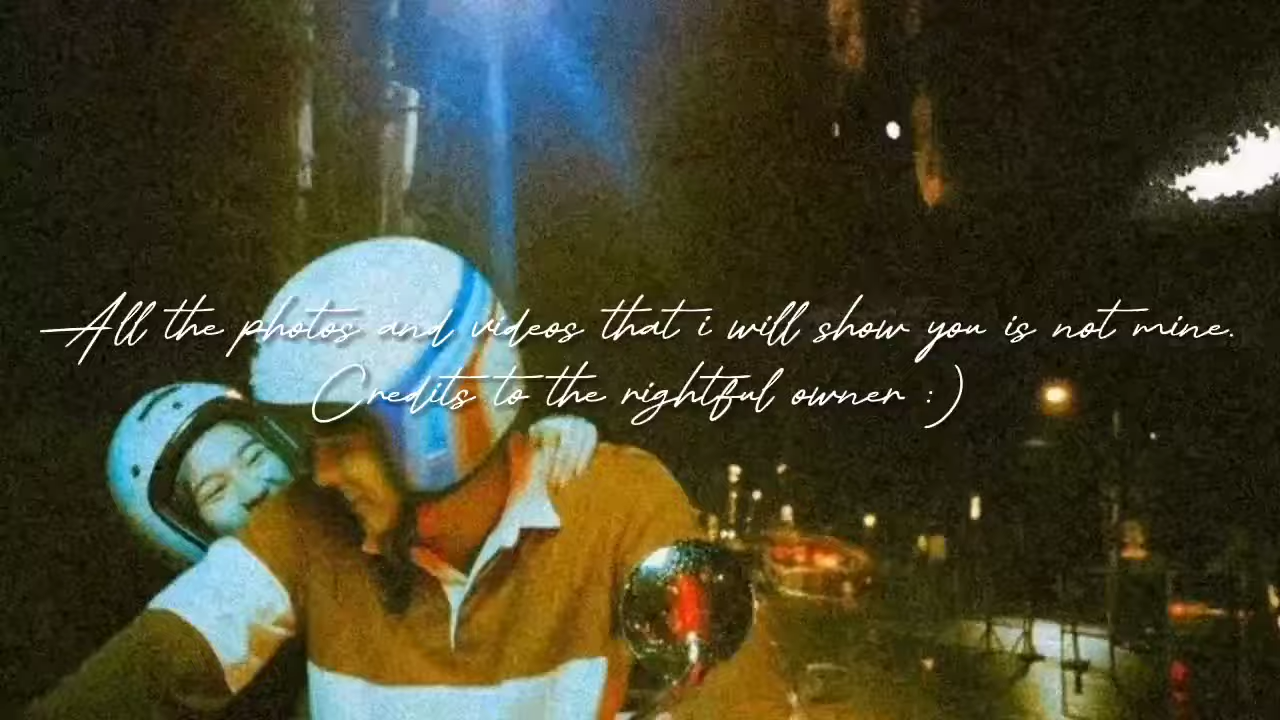 All the photos and videos that i will show you is not mine.
Credits to the rightful owner :)